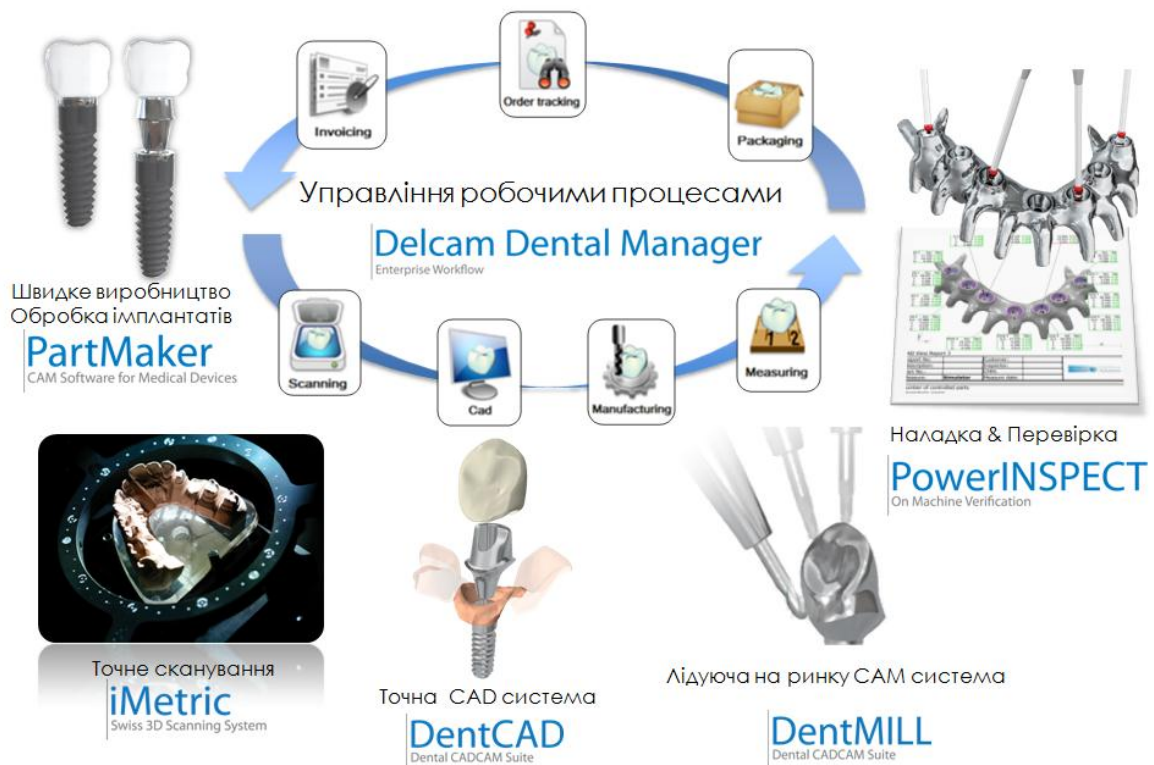 Invoicing
Order tracking
Packaging
Управління робочими процесами
Delcam Dental Manager
Enterprise Workflow
Швидке виробництво
Обробка імплантатів
PartMaker
CAM Software for Medical Devices
Scanning
Cad
Manufacturing
1 2
Measuring
Наладка & Перевірка
PowerINSPECT
On Machine Verification
Точне сканування
iMetric
Swiss 3D Scanning System
Точна CAD система
DentCAD
Dental CADCAM Suite
Лідуюча на ринку CAM система
DentMILL
Dental CADCAM Suite